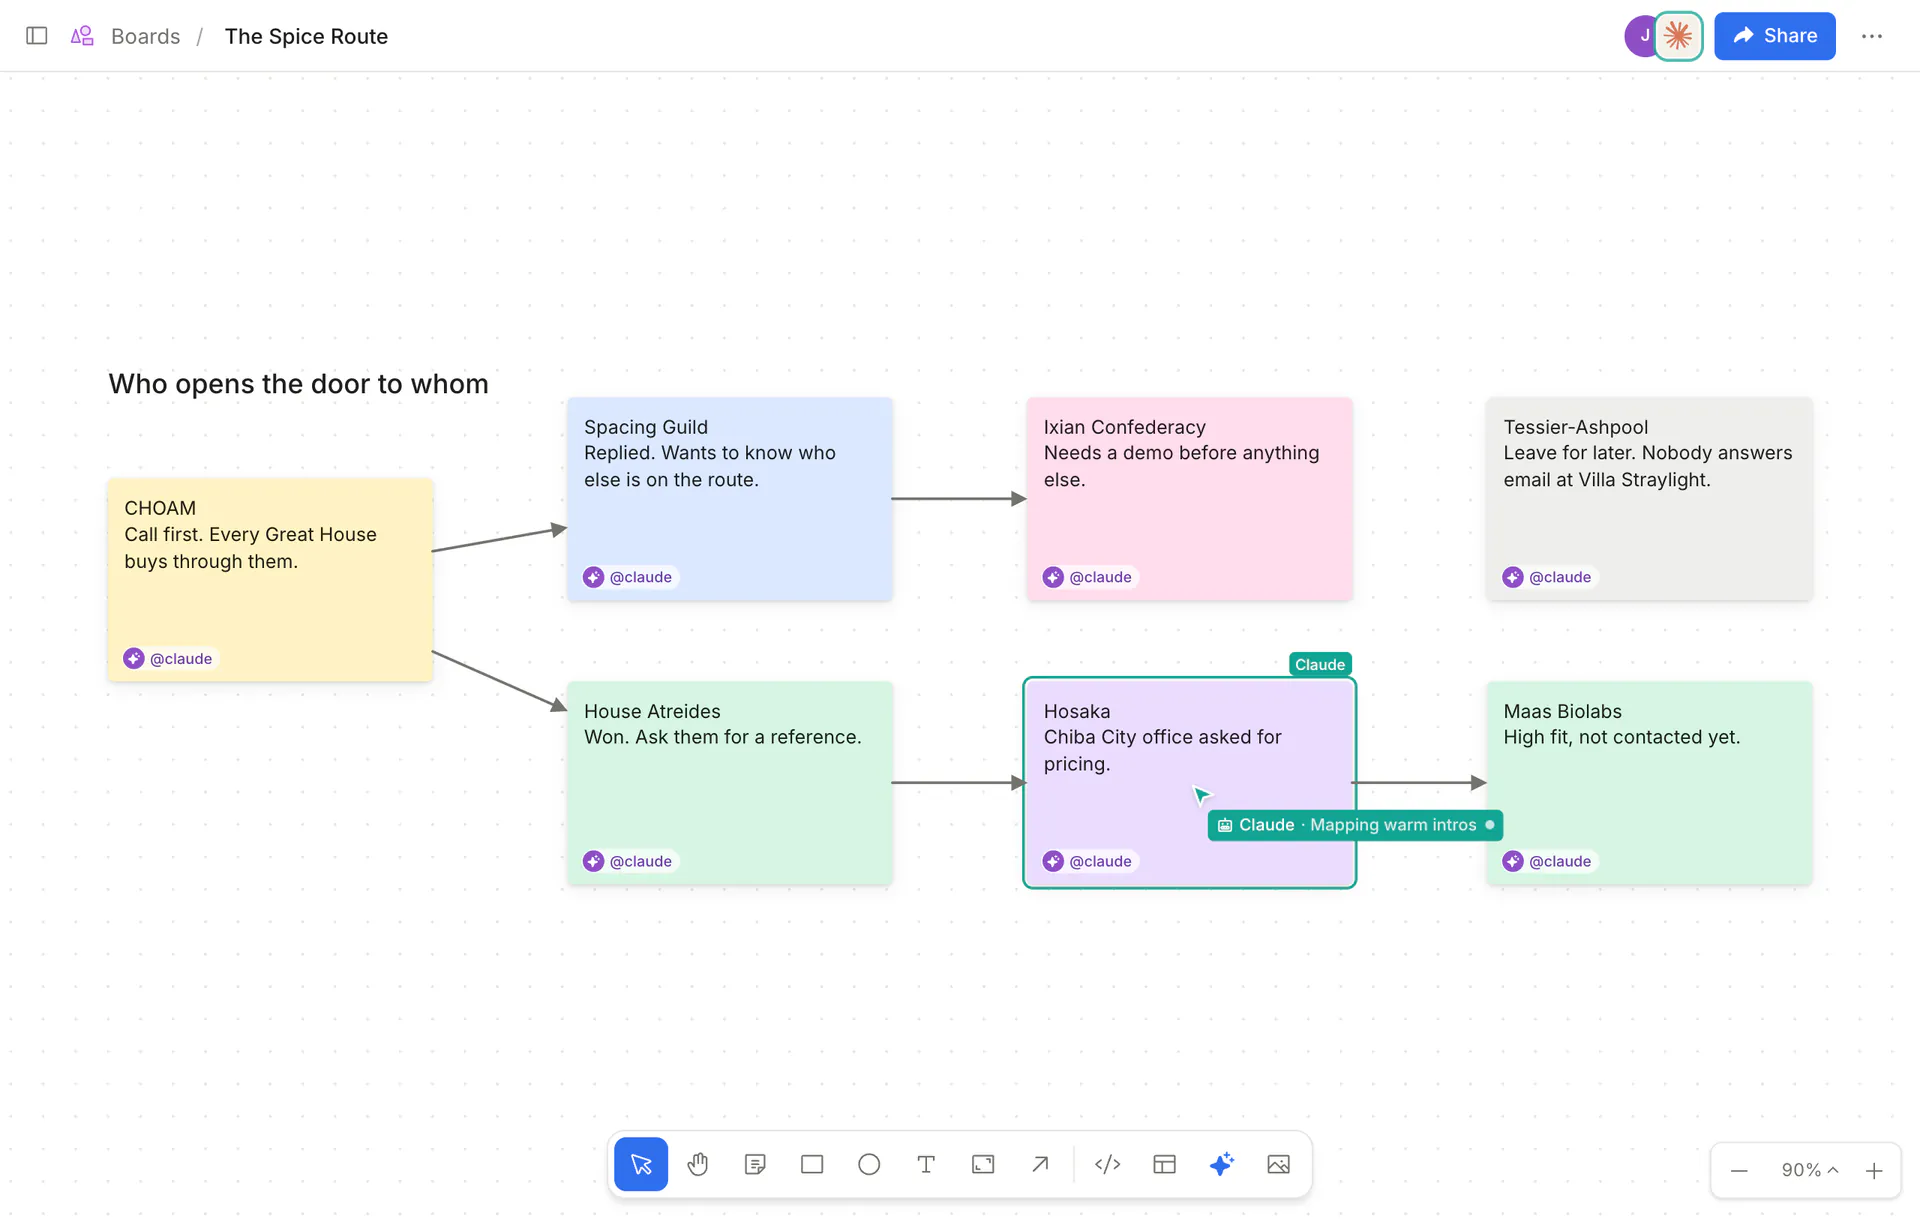 Boards / The Spice Route
J
Share
Who opens the door to whom
CHOAM
Call first. Every Great House
buys through them.
@claude
Spacing Guild
Replied. Wants to know who
else is on the route.
@claude
Ixian Confederacy
Needs a demo before anything
else.
@claude
Tessier-Ashpool
Leave for later. Nobody answers
email at Villa Straylight.
@claude
House Atreides
Won. Ask them for a reference.
@claude
Claude
Hosaka
Chiba City office asked for
pricing.
Claude · Mapping warm intros
@claude
Maas Biolabs
High fit, not contacted yet.
@claude
90%